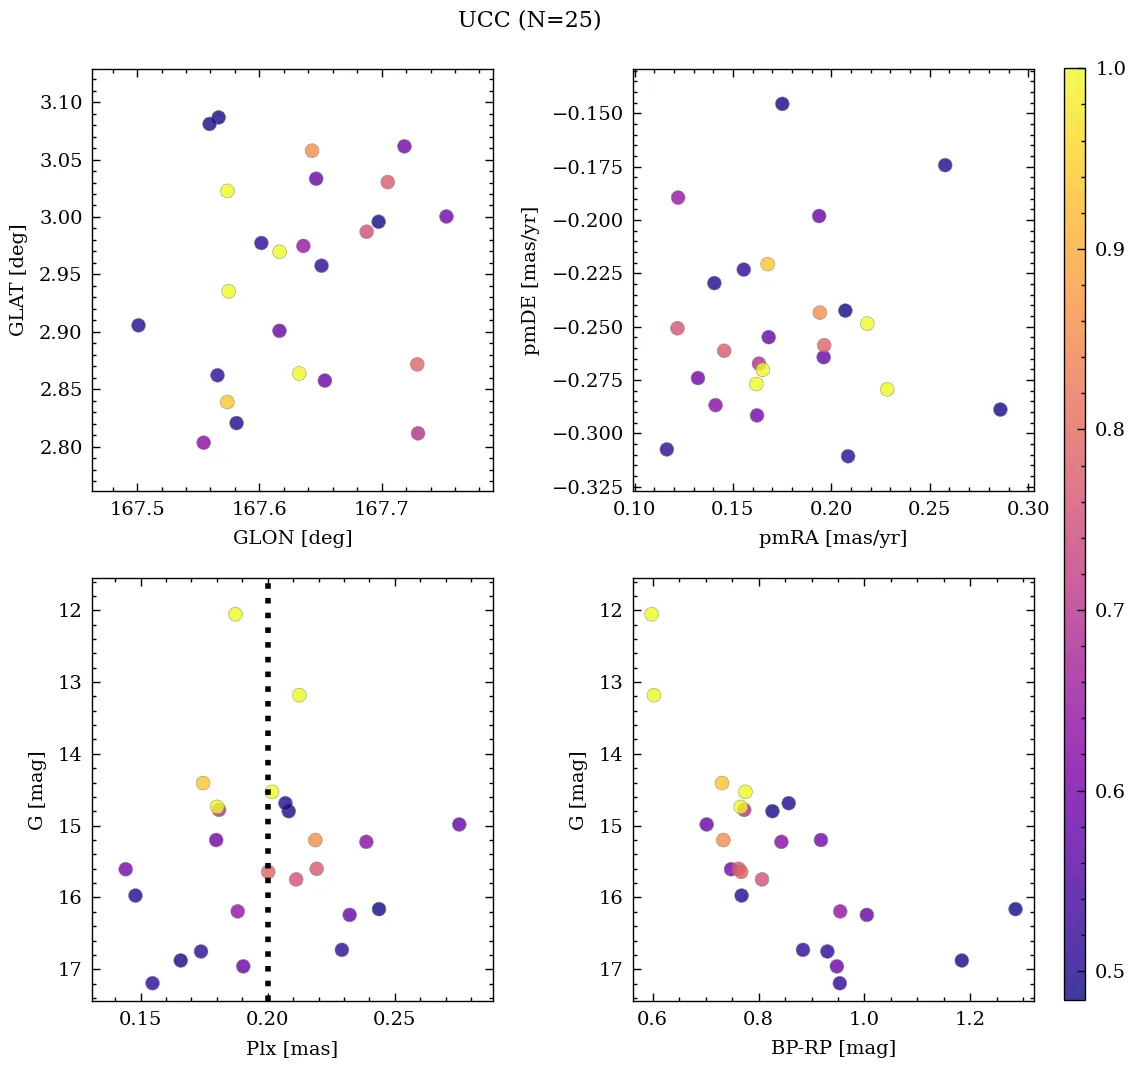 UCC (N=25)
3.10
3.05
3.00
2.95
2.90
2.85
2.80
GLAT [deg]
167.5 167.6 167.7
GLON [deg]
−0.150
−0.175
−0.200
−0.225
−0.250
−0.275
−0.300
−0.325
pmDE [mas/yr]
0.10 0.15 0.20 0.25 0.30
pmRA [mas/yr]
12
13
14
15
16
17
G [mag]
0.15 0.20 0.25
Plx [mas]
12
13
14
15
16
17
G [mag]
0.6 0.8 1.0 1.2
BP-RP [mag]
1.0
0.9
0.8
0.7
0.6
0.5